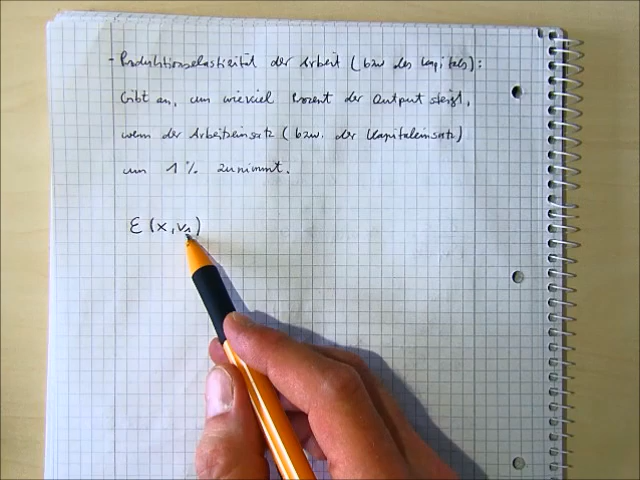 - Produktionselastizität der Arbeit (bzw des Kapitals):
Gibt an, um wieviel Prozent der Output steigt,
wenn der Arbeitseinsatz (bzw. der Kapitaleinsatz)
um 1% zunimmt.
Ɛ(x,v₁)